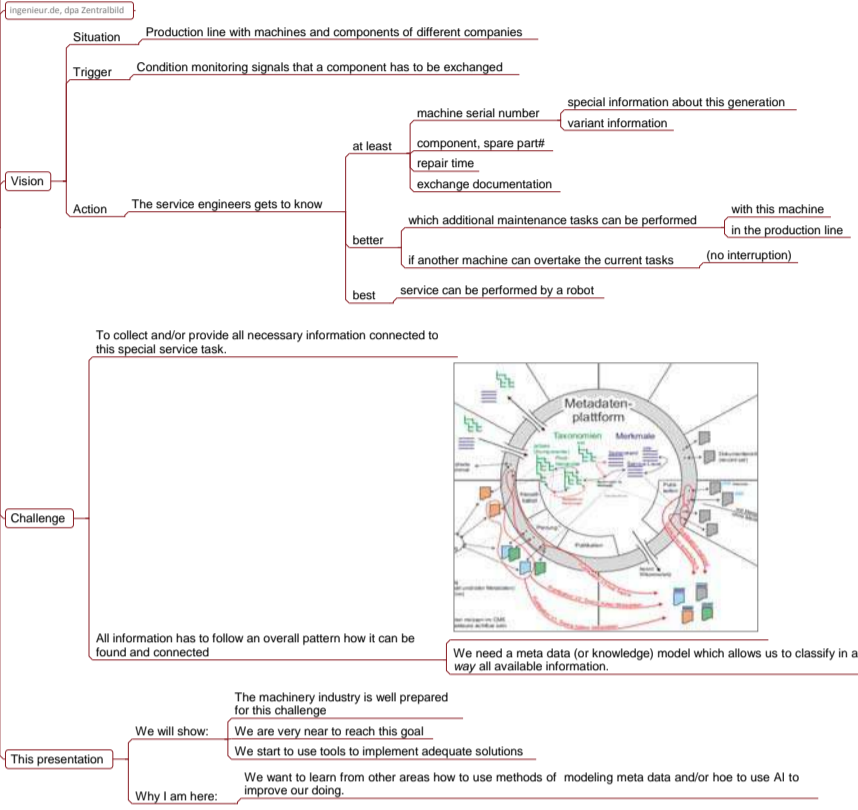 ingenieur.de, dpa Zentralbild
Situation
Production line with machines and components of different companies
Trigger
Condition monitoring signals that a component has to be exchanged
Vision
Action
The service engineers gets to know
at least
machine serial number
special information about this generation
variant information
component, spare part#
repair time
exchange documentation
better
which additional maintenance tasks can be performed
with this machine
in the production line
if another machine can overtake the current tasks
(no interruption)
best
service can be performed by a robot
Challenge
To collect and/or provide all necessary information connected to
this special service task.
Metadaten-
plattform
Taxonomien
Merkmale
All information has to follow an overall pattern how it can be
found and connected
We need a meta data (or knowledge) model which allows us to classify in a
way all available information.
This presentation
We will show:
The machinery industry is well prepared
for this challenge
We are very near to reach this goal
We start to use tools to implement adequate solutions
Why I am here:
We want to learn from other areas how to use methods of modeling meta data and/or hoe to use AI to
improve our doing.